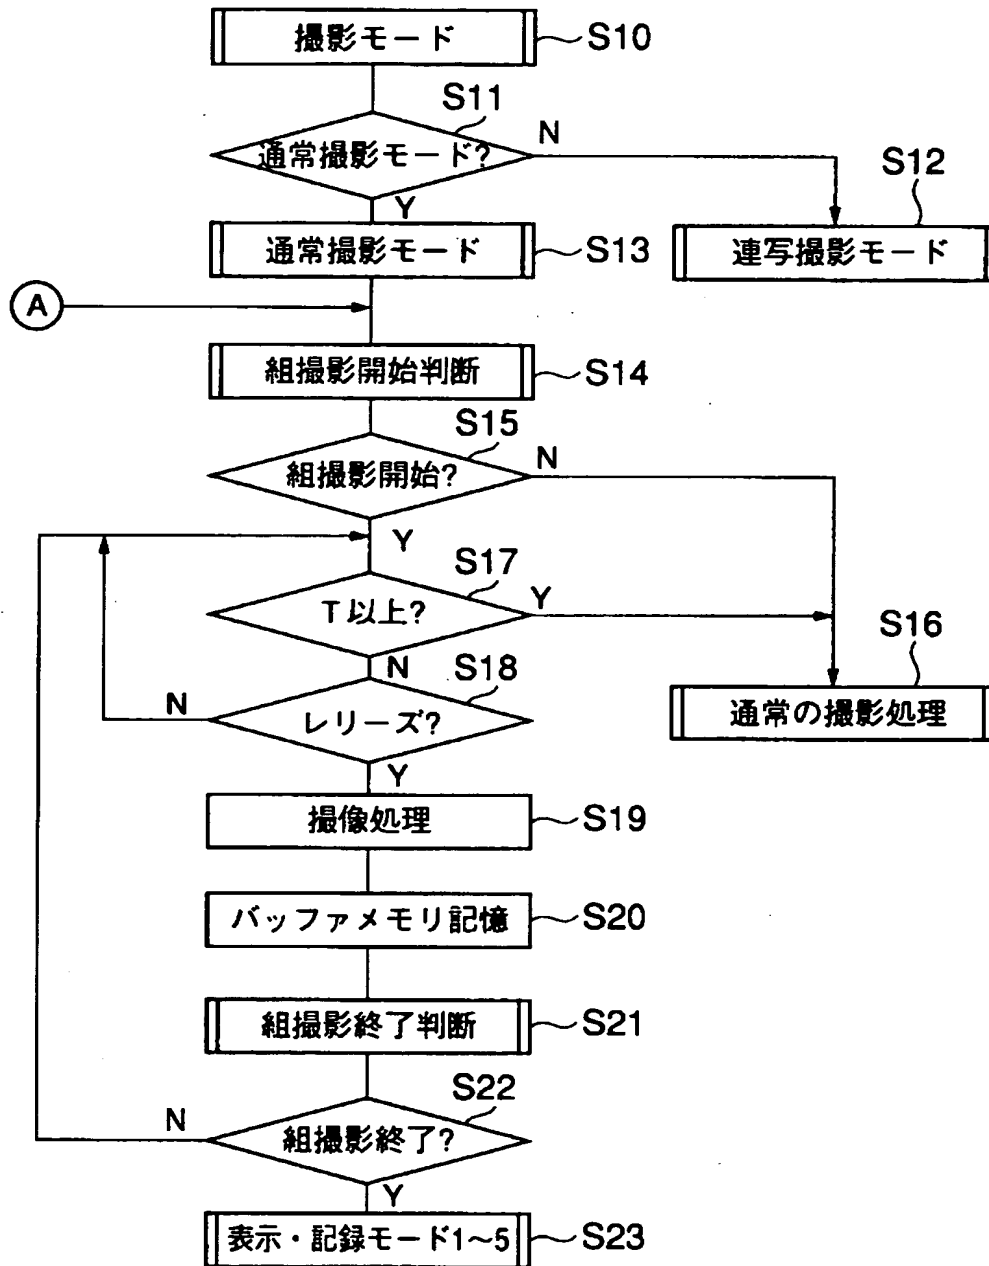 撮影モード S10
S11
通常撮影モード? N
Y
S12
通常撮影モード S13
連写撮影モード
A
組撮影開始判断 S14
S15
組撮影開始? N
Y
S17
T以上? Y
N
S16
S18
通常の撮影処理
レリーズ? N
Y
撮像処理 S19
バッファメモリ記憶 S20
組撮影終了判断 S21
S22
組撮影終了? N
Y
表示・記録モード1~5 S23